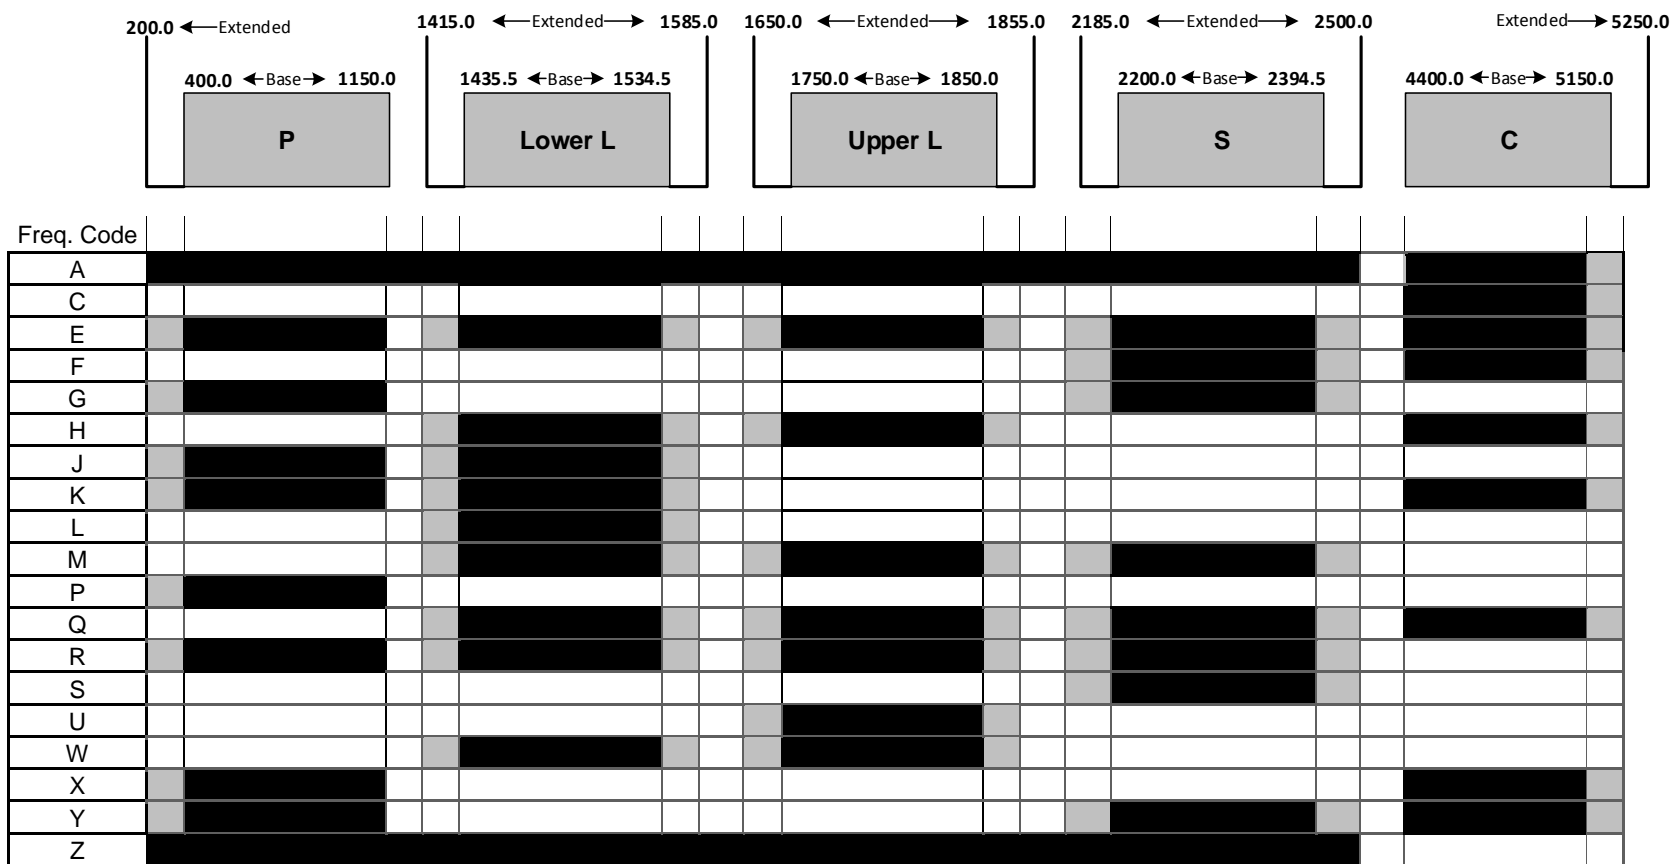 200.0 Extended 1415.0 Extended 1585.0 1650.0 Extended 1855.0 2185.0 Extended 2500.0 Extended 5250.0
400.0 Base 1150.0 1435.5 Base 1534.5 1750.0 Base 1850.0 2200.0 Base 2394.5 4400.0 Base 5150.0
P Lower L Upper L S C
Freq. Code
A
C
E
F
G
H
J
K
L
M
P
Q
R
S
U
W
X
Y
Z